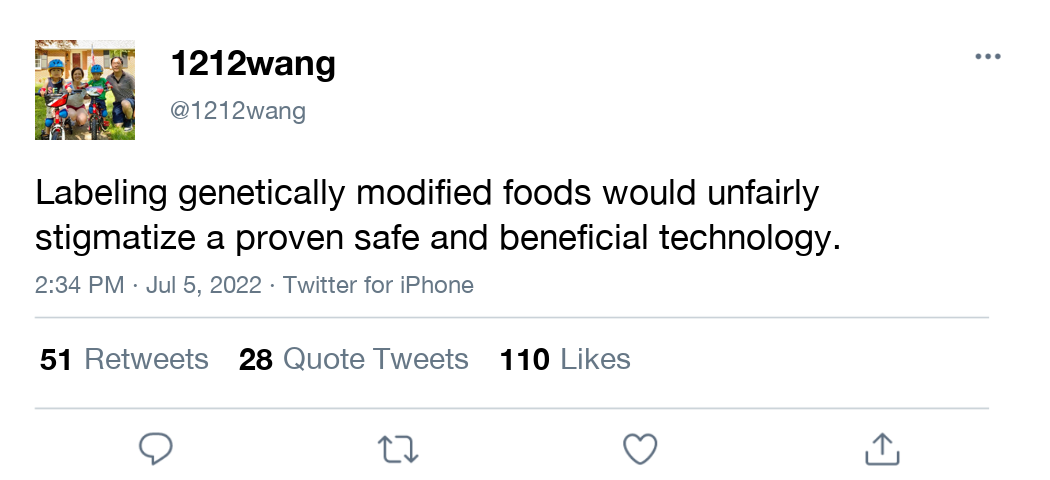 1212wang
@1212wang
Labeling genetically modified foods would unfairly
stigmatize a proven safe and beneficial technology.
2:34 PM · Jul 5, 2022 · Twitter for iPhone
51 Retweets 28 Quote Tweets 110 Likes